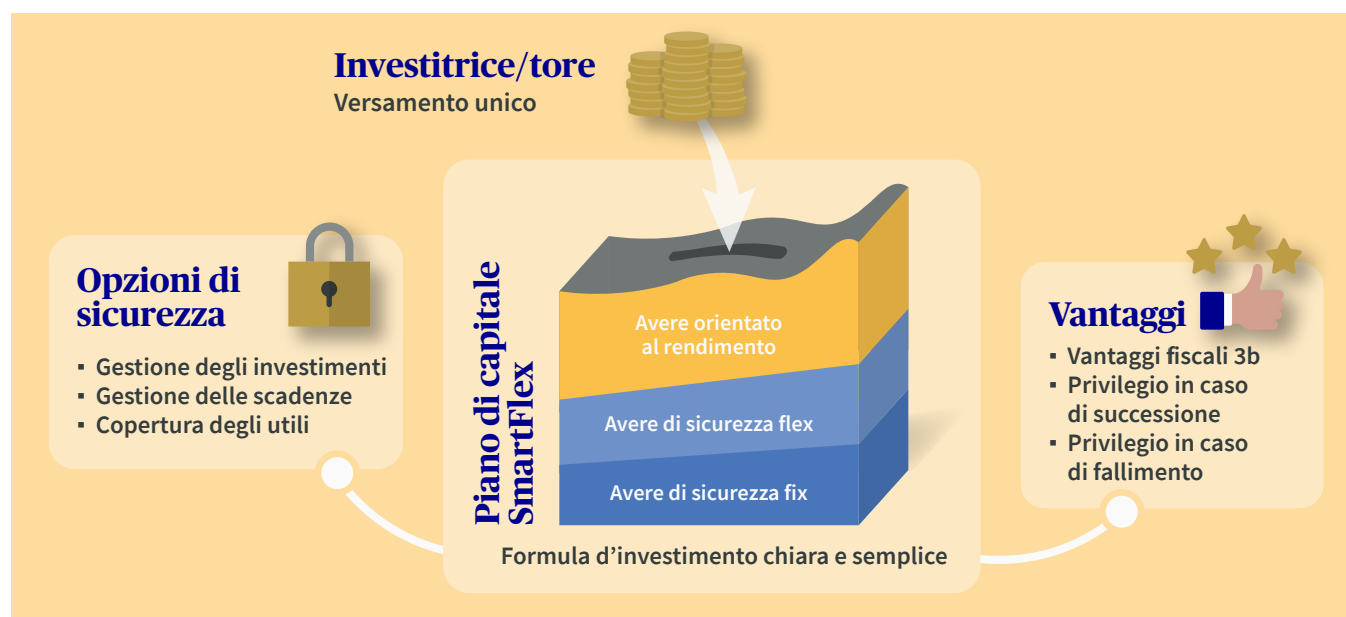 Investitrice/tore
Versamento unico
Opzioni di
sicurezza
▪ Gestione degli investimenti
▪ Gestione delle scadenze
▪ Copertura degli utili
Piano di capitale
SmartFlex
Avere orientato
al rendimento
Avere di sicurezza flex
Avere di sicurezza fix
Formula d’investimento chiara e semplice
Vantaggi
▪ Vantaggi fiscali 3b
▪ Privilegio in caso
di successione
▪ Privilegio in caso
di fallimento